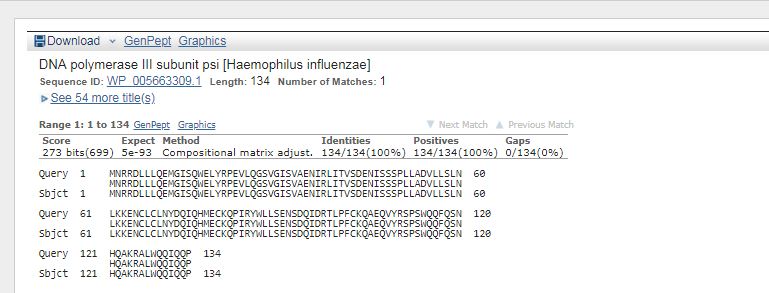 Download GenPept Graphics
DNA polymerase III subunit psi [Haemophilus influenzae]
Sequence ID: WP_005663309.1 Length: 134 Number of Matches: 1
See 54 more title(s)
Range 1: 1 to 134 GenPept Graphics Next Match Previous Match
Score Expect Method Identities Positives Gaps
273 bits(699) 5e-93 Compositional matrix adjust. 134/134(100%) 134/134(100%) 0/134(0%)
Query 1 MNRRDLLLQEMGISQWELYRPEVLQGSVGISVAENIRLITVSDENISSSPLLADVLLSLN 60
MNRRDLLLQEMGISQWELYRPEVLQGSVGISVAENIRLITVSDENISSSPLLADVLLSLN
Sbjct 1 MNRRDLLLQEMGISQWELYRPEVLQGSVGISVAENIRLITVSDENISSSPLLADVLLSLN 60
Query 61 LKKENCLCLNYDQIQHMECKQPIRYWLLSENSDQIDRTLPFCKQAEQVYRSPSWQQFQSN 120
LKKENCLCLNYDQIQHMECKQPIRYWLLSENSDQIDRTLPFCKQAEQVYRSPSWQQFQSN
Sbjct 61 LKKENCLCLNYDQIQHMECKQPIRYWLLSENSDQIDRTLPFCKQAEQVYRSPSWQQFQSN 120
Query 121 HQAKRALWQQIQQP 134
HQAKRALWQQIQQP
Sbjct 121 HQAKRALWQQIQQP 134